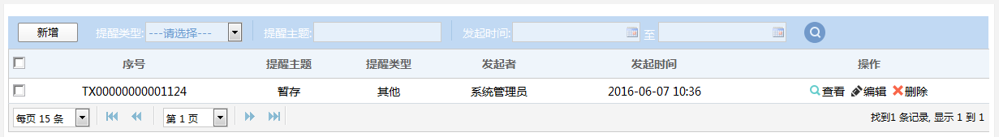 新增 提醒类型: ---请选择--- 提醒主题: 发起时间: 至
序号 提醒主题 提醒类型 发起者 发起时间 操作
TX00000000001124 暂存 其他 系统管理员 2016-06-07 10:36 查看 编辑 删除
每页 15 条 第 1 页 找到1 条记录, 显示 1 到 1